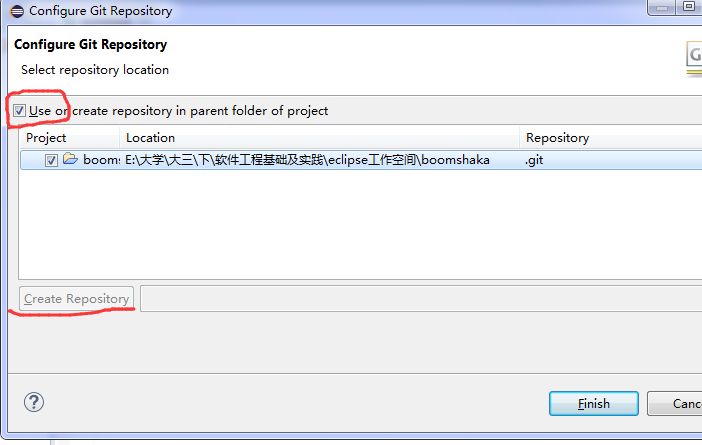 Configure Git Repository
Configure Git Repository
Select repository location
Use or create repository in parent folder of project
Project Location Repository
booms E:\大学\大三\下\软件工程基础及实践\eclipse工作空间\boomshaka .git
Create Repository
? Finish Canc